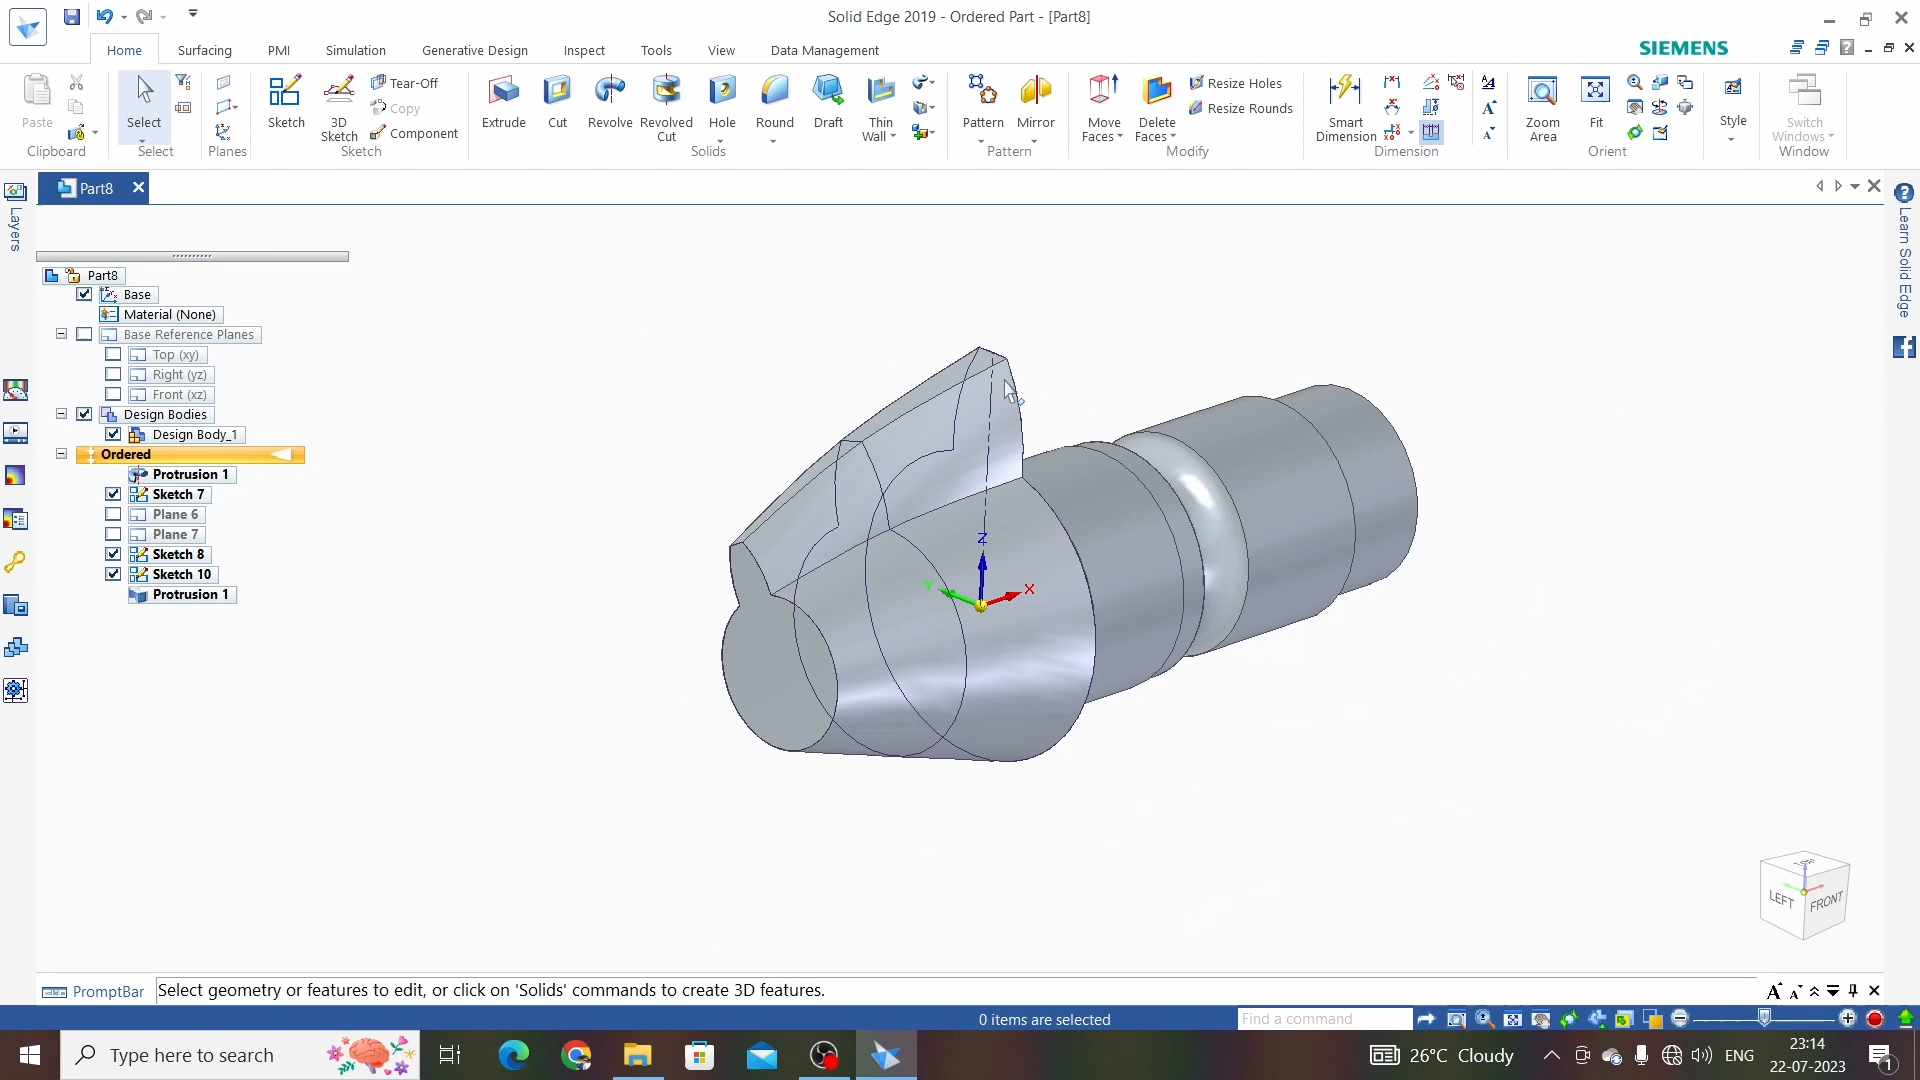 Solid Edge 2019 - Ordered Part - [Part8]
Home
Surfacing
PMI
Simulation
Generative Design
Inspect
Tools
View
Data Management
SIEMENS
Paste
Clipboard
Select
Select
Planes
Sketch
3D
Sketch
Tear-Off
Copy
Component
Sketch
Extrude
Cut
Revolve
Revolved
Cut
Hole
Round
Draft
Thin
Wall
Solids
Pattern
Mirror
Pattern
Move
Faces
Delete
Faces
Resize Holes
Resize Rounds
Modify
Smart
Dimension
Dimension
Zoom
Area
Fit
Orient
Style
Switch
Windows
Window
Part8
Layers
Learn Solid Edge
Part8
Base
Material (None)
Base Reference Planes
Top (xy)
Right (yz)
Front (xz)
Design Bodies
Design Body_1
Ordered
Protrusion 1
Sketch 7
Plane 6
Plane 7
Sketch 8
Sketch 10
Protrusion 1
Z
Y
X
TOP
LEFT
FRONT
PromptBar
Select geometry or features to edit, or click on 'Solids' commands to create 3D features.
0 items are selected
Find a command
Type here to search
26°C Cloudy
ENG
23:14
22-07-2023
1